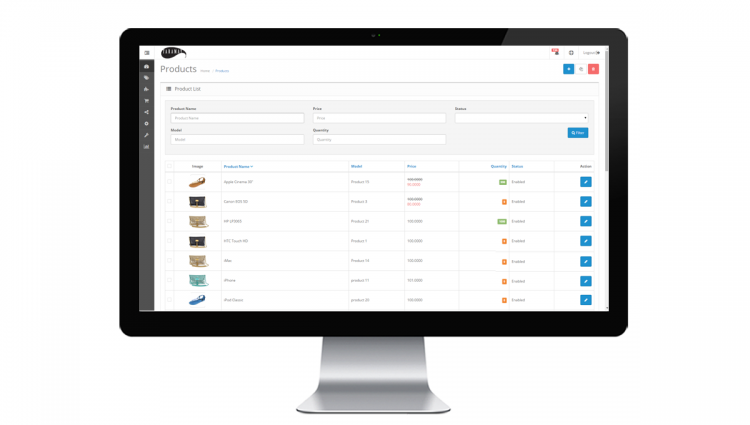 Logout
Products Home Products
Product List
Product Name Price Status
Product Name Price
Model Quantity
Model Quantity Filter
Image Product Name Model Price Quantity Status Action
Apple Cinema 30" Product 15 100.0000 90.0000 Enabled
Canon EOS 5D Product 3 100.0000 80.0000 Enabled
HP LP3065 Product 21 100.0000 Enabled
HTC Touch HD Product 1 100.0000 Enabled
iMac Product 14 100.0000 Enabled
iPhone product 11 101.0000 Enabled
iPod Classic product 20 100.0000 Enabled